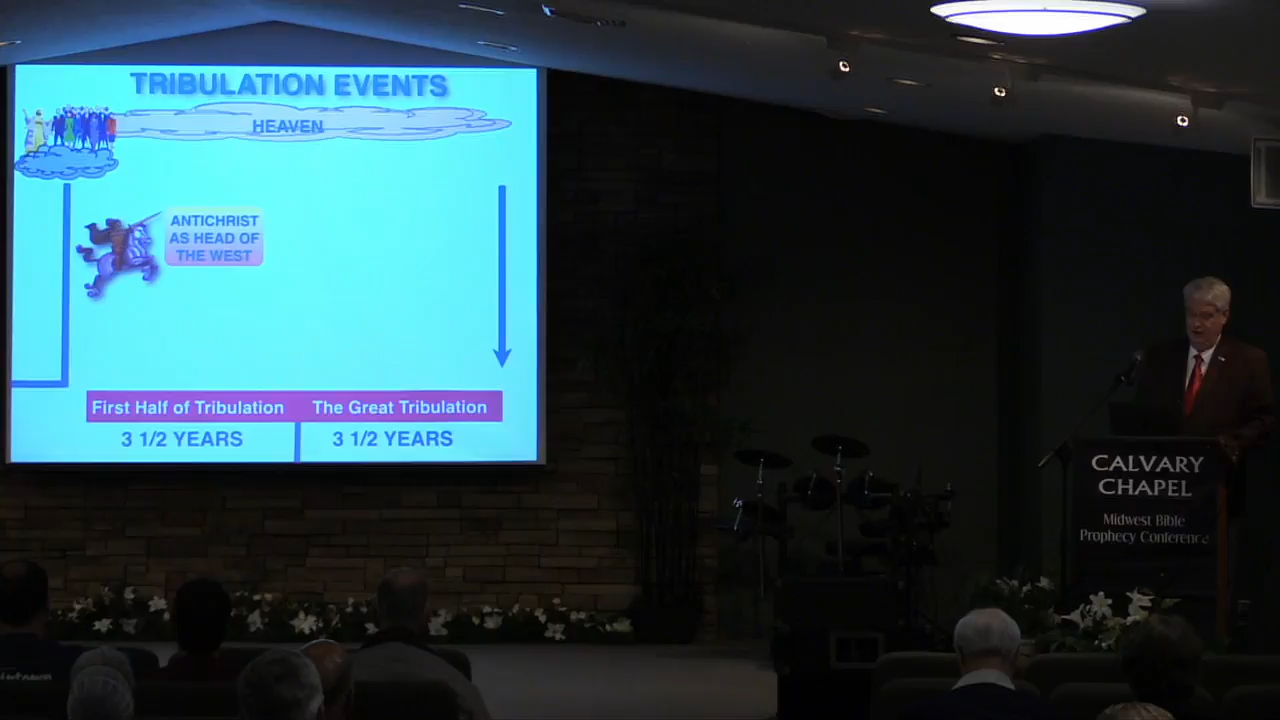 TRIBULATION EVENTS
HEAVEN
ANTICHRIST
AS HEAD OF
THE WEST
First Half of Tribulation
The Great Tribulation
3 1/2 YEARS
3 1/2 YEARS
CALVARY
CHAPEL
Midwest Bible
Prophecy Conference